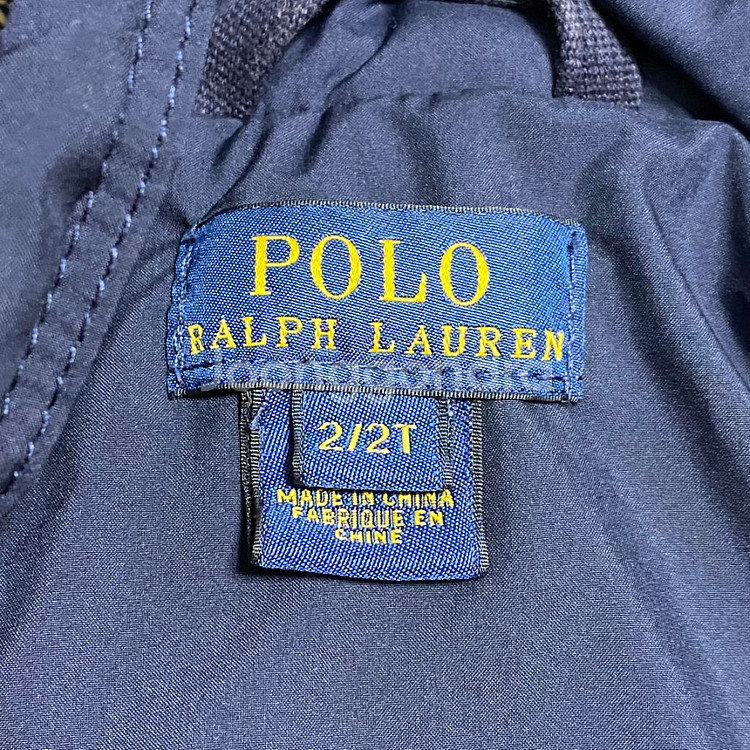 POLO
RALPH LAUREN
2/2T
MADE IN CHINA
FABRIQUE EN
CHINE